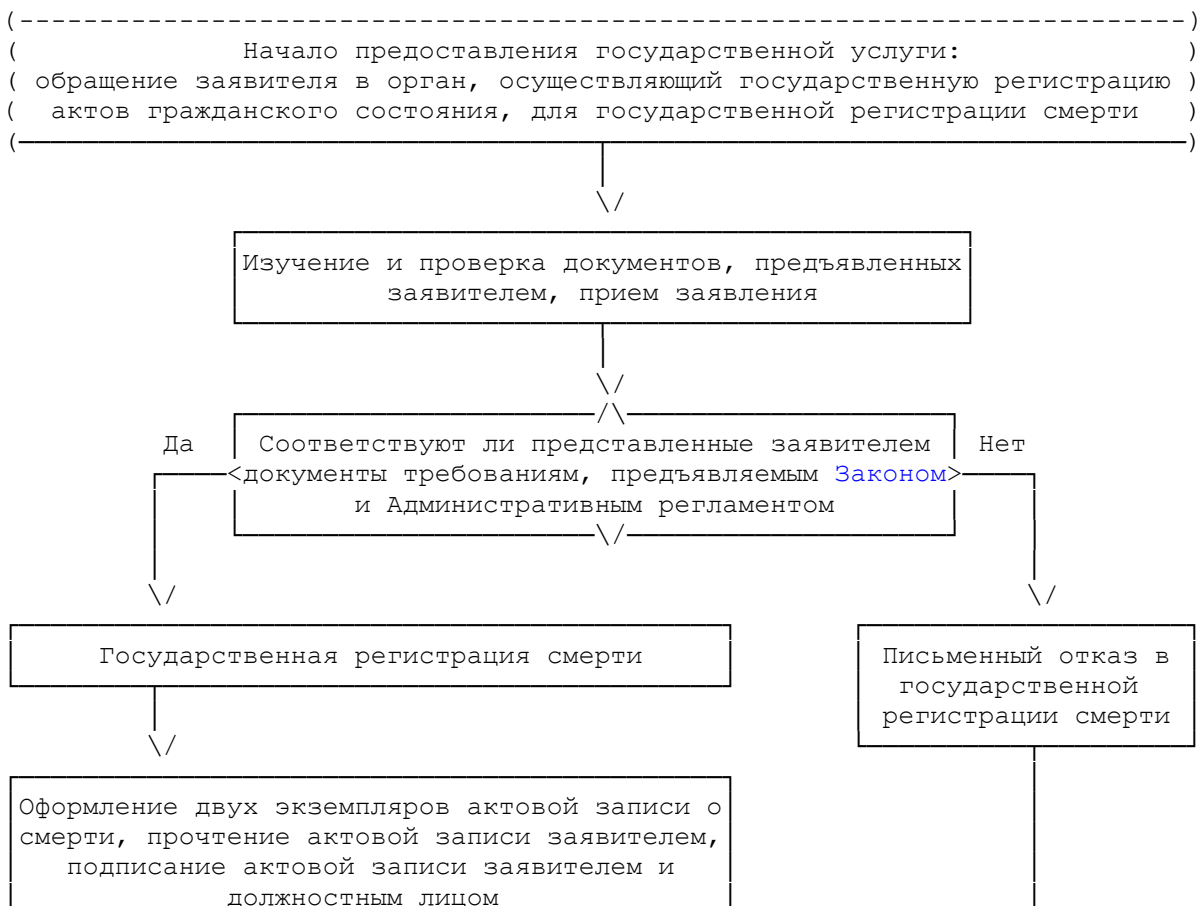 Начало предоставления государственной услуги:
обращение заявителя в орган, осуществляющий государственную регистрацию
актов гражданского состояния, для государственной регистрации смерти
Изучение и проверка документов, предъявленных
заявителем, прием заявления
Да
Соответствуют ли представленные заявителем
Нет
документы требованиям, предъявляемым Законом
и Административным регламентом
Государственная регистрация смерти
Письменный отказ в
государственной
регистрации смерти
Оформление двух экземпляров актовой записи о
смерти, прочтение актовой записи заявителем,
подписание актовой записи заявителем и
должностным лицом